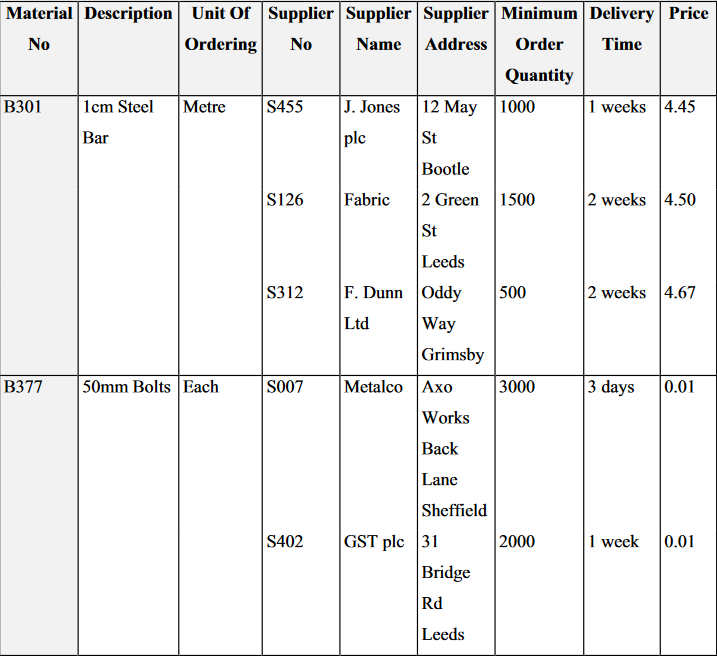 Material Description Unit Of Supplier Supplier Supplier Minimum Delivery Price
No Ordering No Name Address Order Time
Quantity
B301 1cm Steel Metre S455 J. Jones 12 May 1000 1 weeks 4.45
Bar plc St
Bootle
S126 Fabric 2 Green 1500 2 weeks 4.50
St
Leeds
S312 F. Dunn Oddy 500 2 weeks 4.67
Ltd Way
Grimsby
B377 50mm Bolts Each S007 Metalco Axo 3000 3 days 0.01
Works
Back
Lane
Sheffield
S402 GST plc 31 2000 1 week 0.01
Bridge
Rd
Leeds